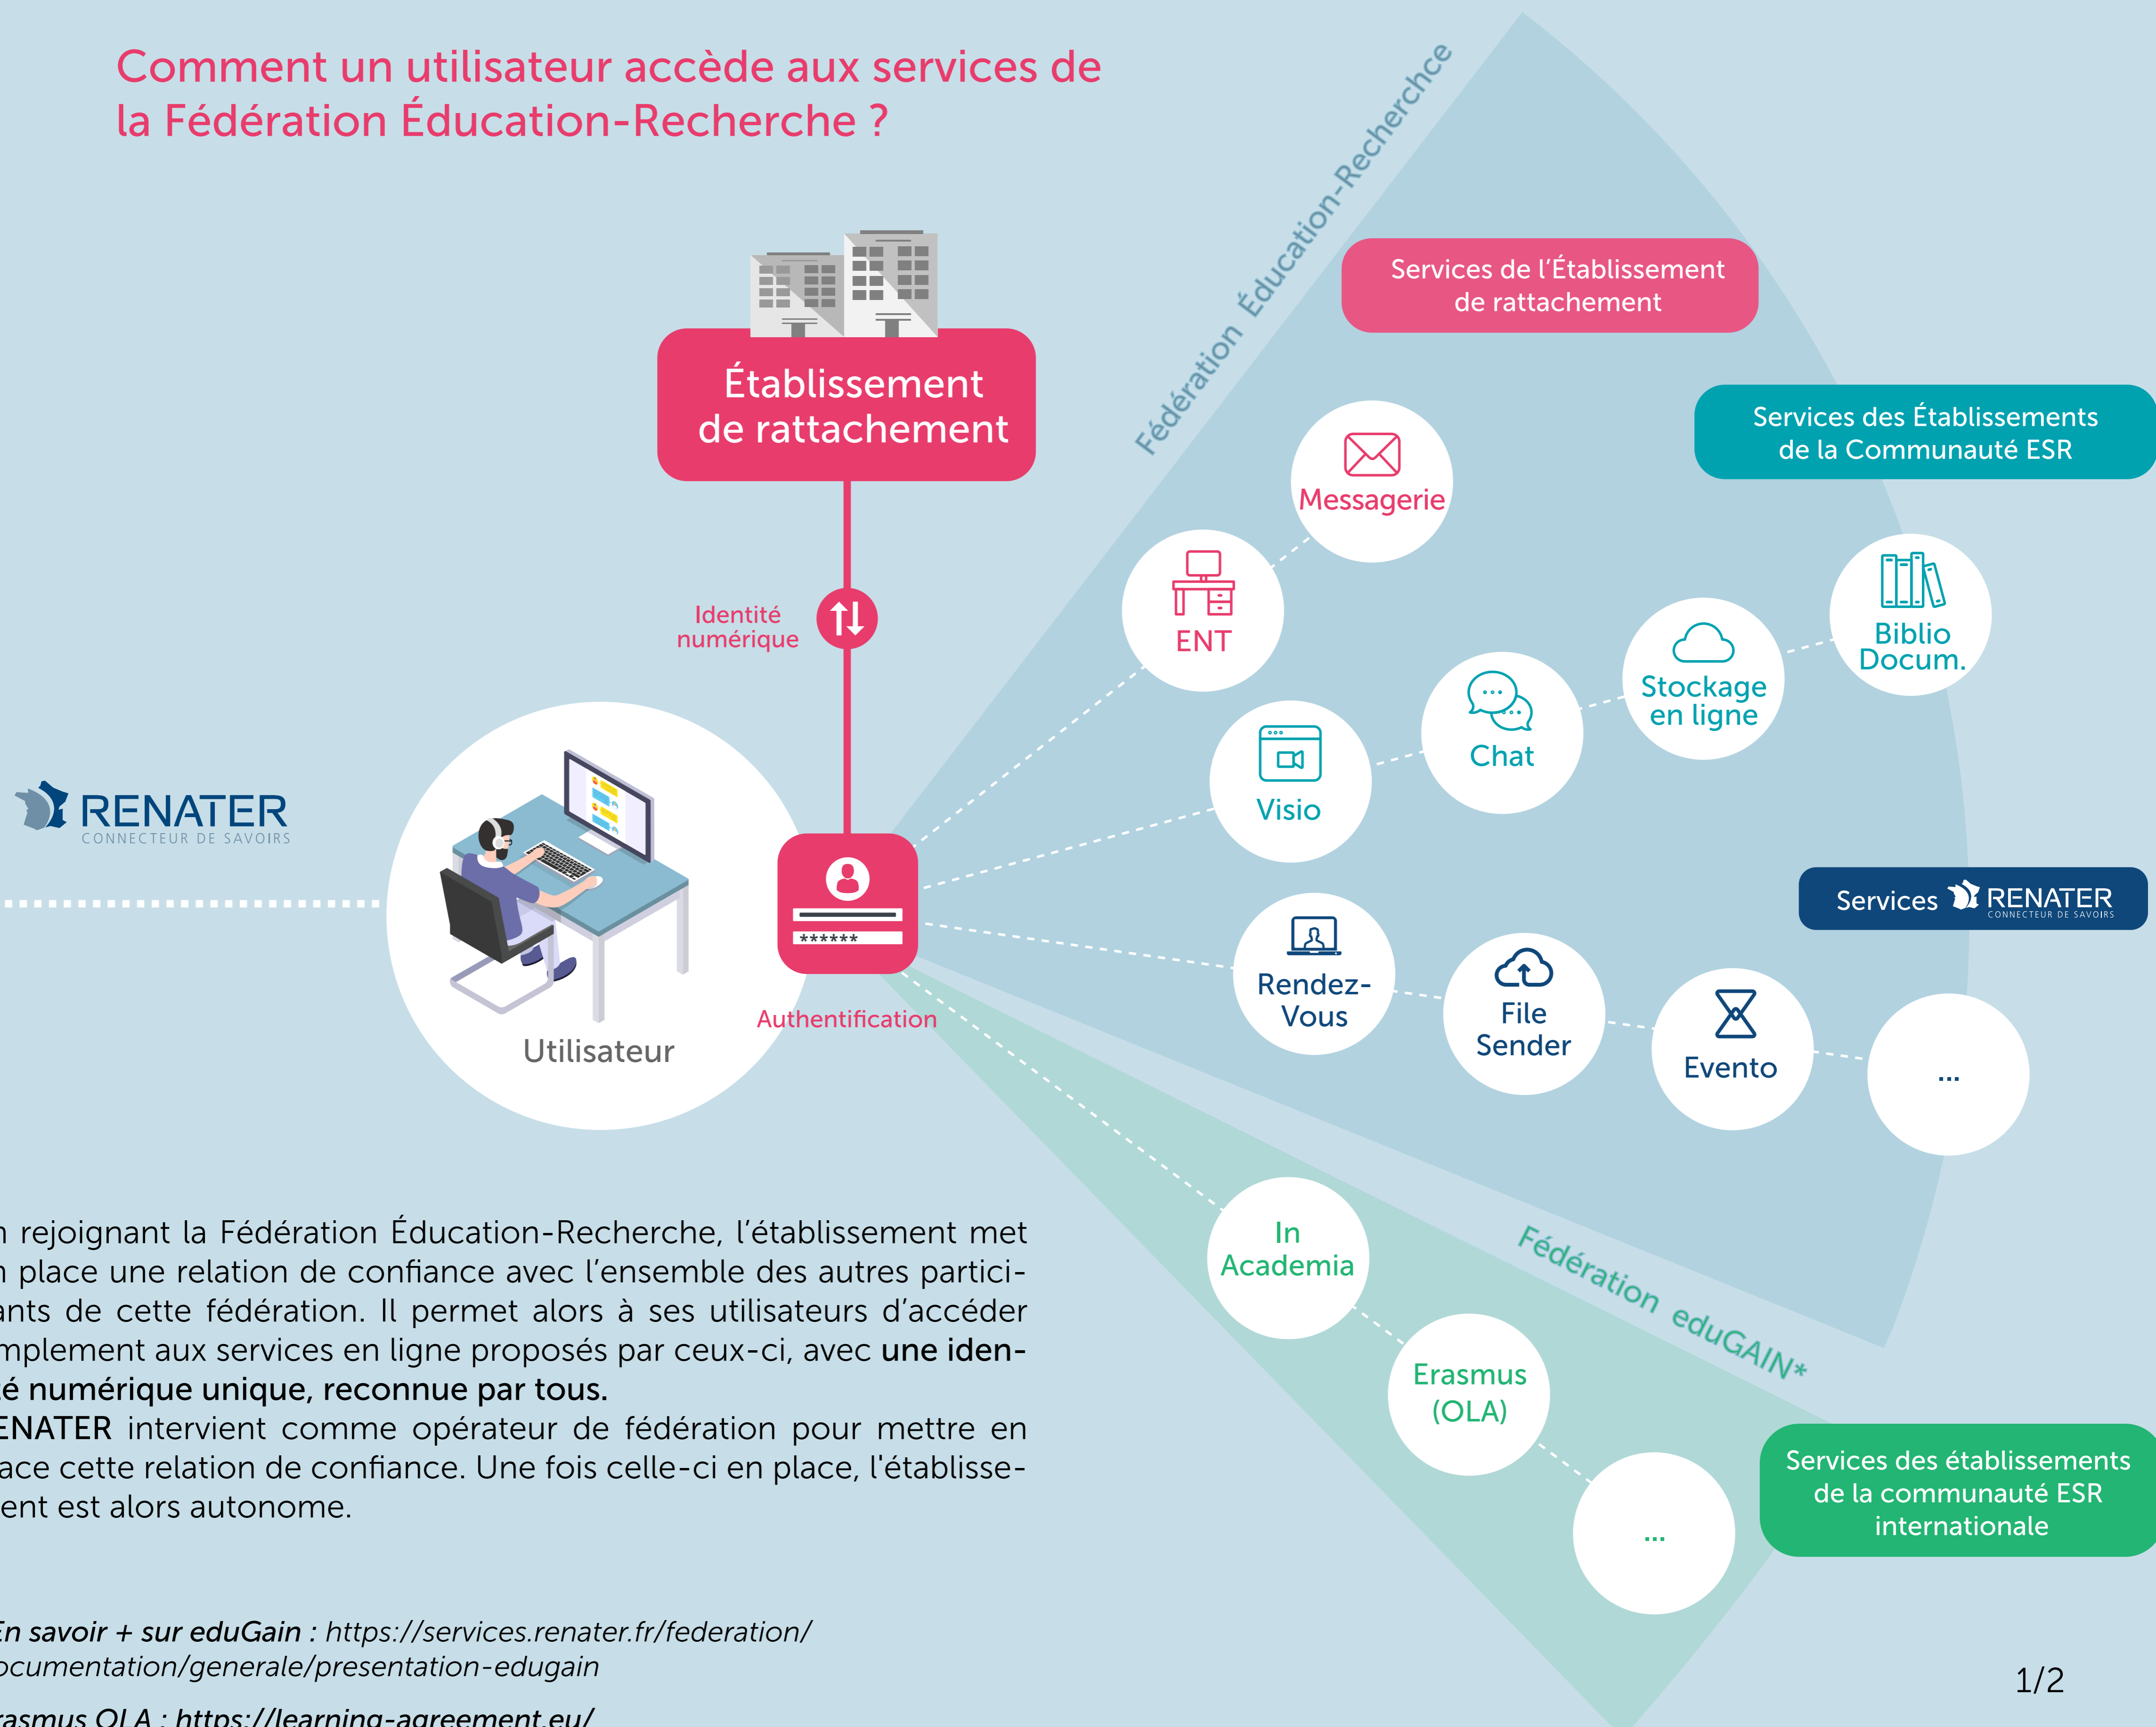 Comment un utilisateur accède aux services de
la Fédération Éducation-Recherche ?
Fédération Éducation-Recherchce
Services de l'Établissement
de rattachement
Établissement
de rattachement
Services des Établissements
de la Communauté ESR
Messagerie
ENT
Identité
numérique
Biblio
Docum.
Stockage
en ligne
Chat
Visio
RENATER
CONNECTEUR DE SAVOIRS
******
Authentification
Utilisateur
Services RENATER
CONNECTEUR DE SAVOIRS
Rendez-
Vous
File
Sender
Evento
...
In
Academia
Erasmus
(OLA)
...
Fédération eduGAIN*
Services des établissements
de la communauté ESR
internationale
n rejoignant la Fédération Éducation-Recherche, l’établissement met
n place une relation de confiance avec l’ensemble des autres partici-
ants de cette fédération. Il permet alors à ses utilisateurs d’accéder
mplement aux services en ligne proposés par ceux-ci, avec une iden-
té numérique unique, reconnue par tous.
ENATER intervient comme opérateur de fédération pour mettre en
ace cette relation de confiance. Une fois celle-ci en place, l'établisse-
ent est alors autonome.
En savoir + sur eduGain : https://services.renater.fr/federation/
ocumentation/generale/presentation-edugain
rasmus OLA : https://learning-agreement.eu/
1/2